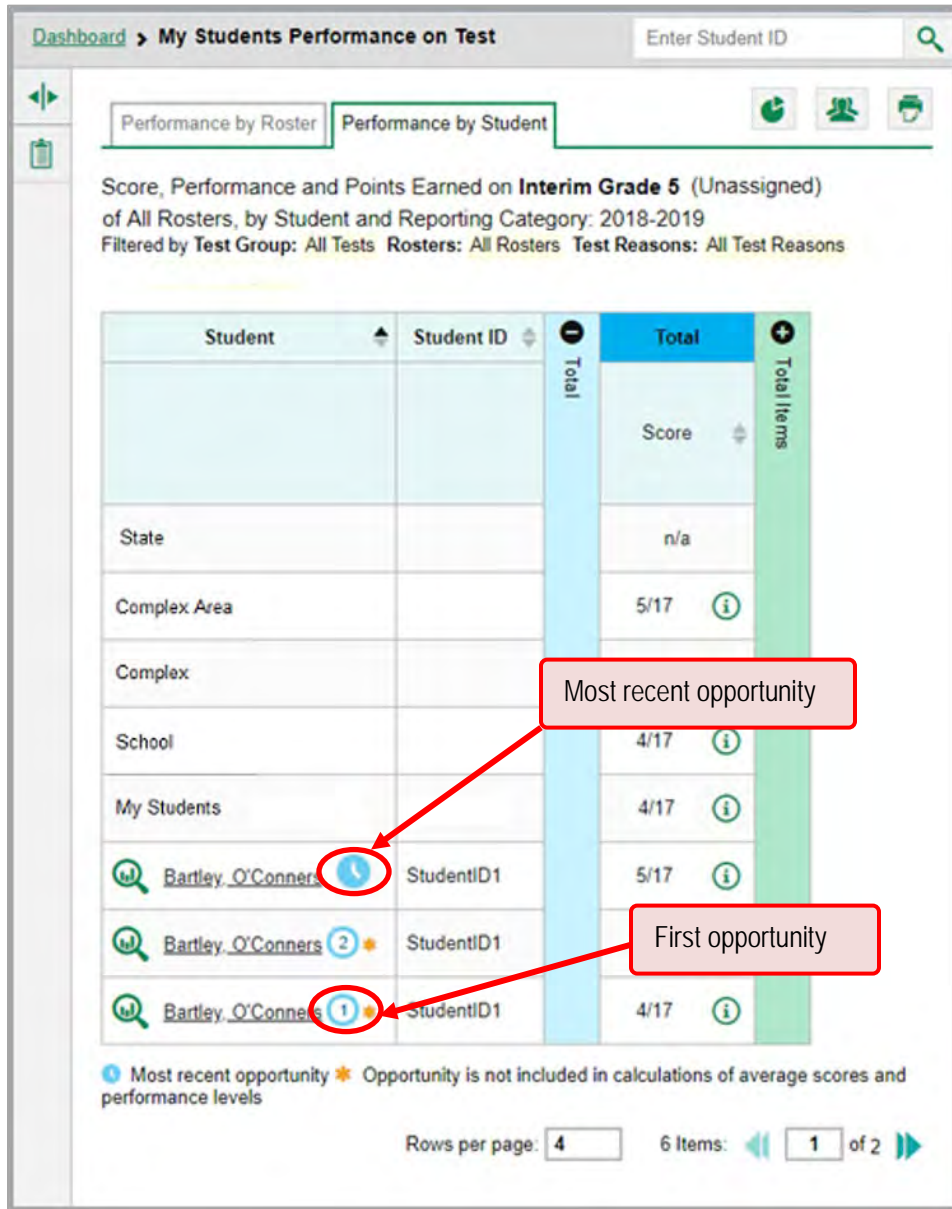 Dashboard > My Students Performance on Test
Enter Student ID
Performance by Roster
Performance by Student
Score, Performance and Points Earned on Interim Grade 5 (Unassigned)
of All Rosters, by Student and Reporting Category: 2018-2019
Filtered by Test Group: All Tests Rosters: All Rosters Test Reasons: All Test Reasons
Student Student ID Total Total Total Items
Score
State n/a
Complex Area 5/17
Complex
Most recent opportunity
School 4/17
My Students 4/17
Bartley, O'Conners StudentID1 5/17
Bartley, O'Conners 2 * StudentID1
First opportunity
Bartley, O'Conners 1 * StudentID1 4/17
Most recent opportunity * Opportunity is not included in calculations of average scores and
performance levels
Rows per page: 4 6 Items: 1 of 2